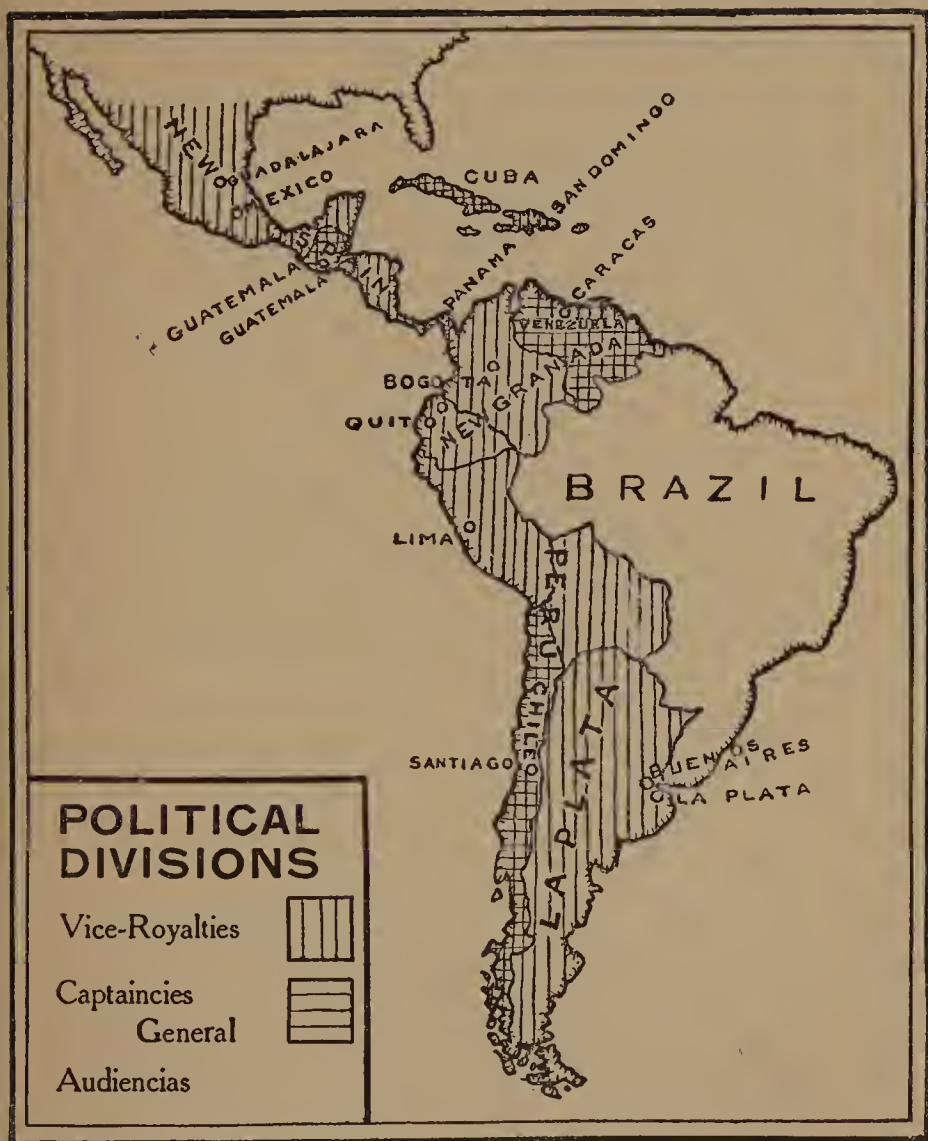 NEW
SPAIN
GUADALAJARA
MEXICO
CUBA
SAN DOMINGO
GUATEMALA
GUATEMALA
PANAMA
CARACAS
VENEZUELA
NEW GRANADA
BOGOTA
QUITO
BRAZIL
LIMA
PERU
CHILE
SANTIAGO
LA PLATA
BUENOS
AIRES
LA PLATA
POLITICAL
DIVISIONS
Vice-Royalties
Captaincies
General
Audiencias